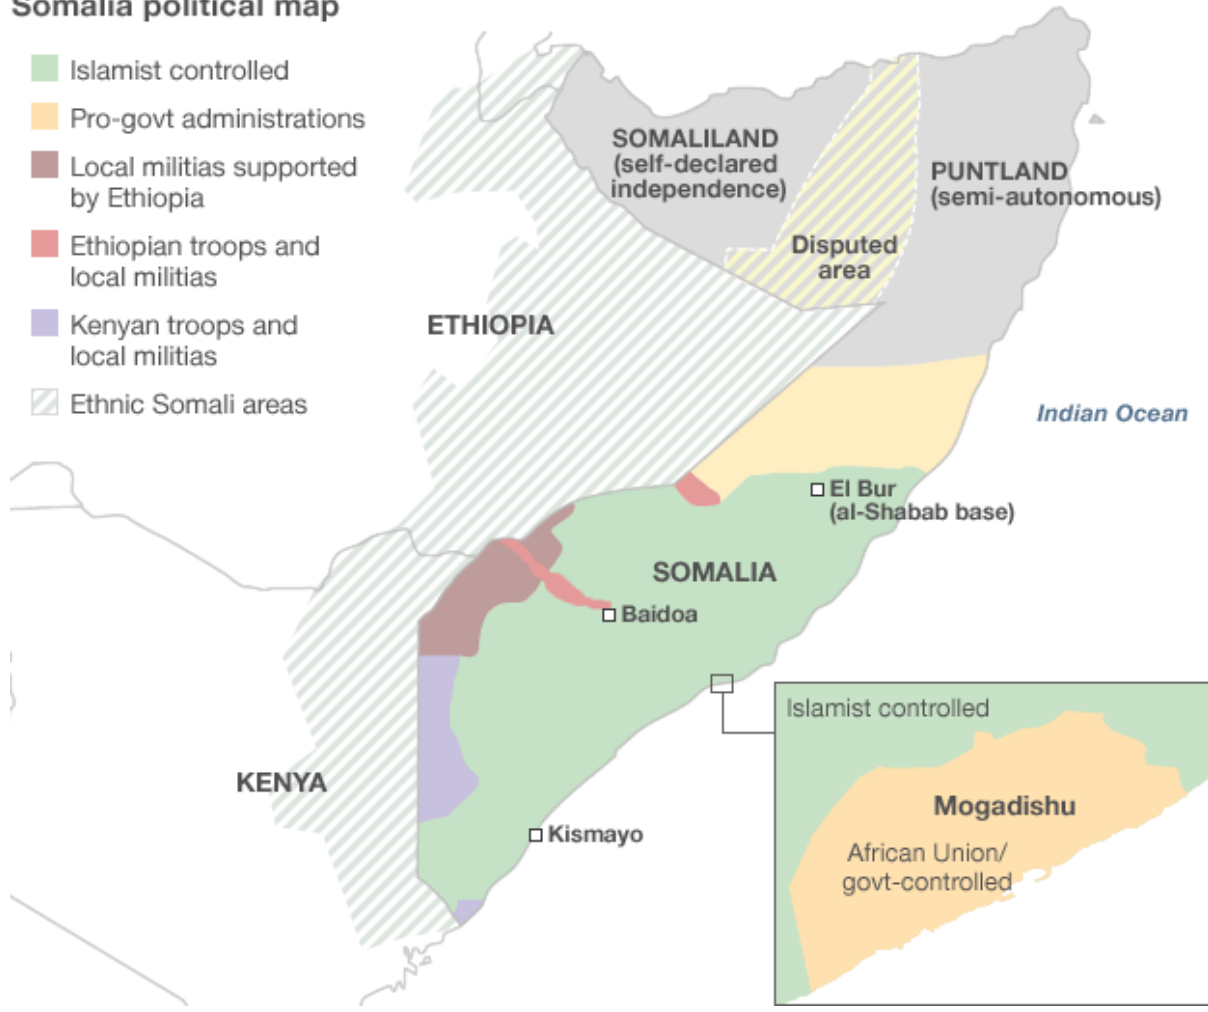 Somalia political map
Islamist controlled
Pro-govt administrations
Local militias supported
by Ethiopia
Ethiopian troops and
local militias
Kenyan troops and
local militias
Ethnic Somali areas
SOMALILAND
(self-declared
independence)
PUNTLAND
(semi-autonomous)
Disputed
area
ETHIOPIA
Indian Ocean
El Bur
(al-Shabab base)
SOMALIA
Baidoa
KENYA
Kismayo
Islamist controlled
Mogadishu
African Union/
govt-controlled